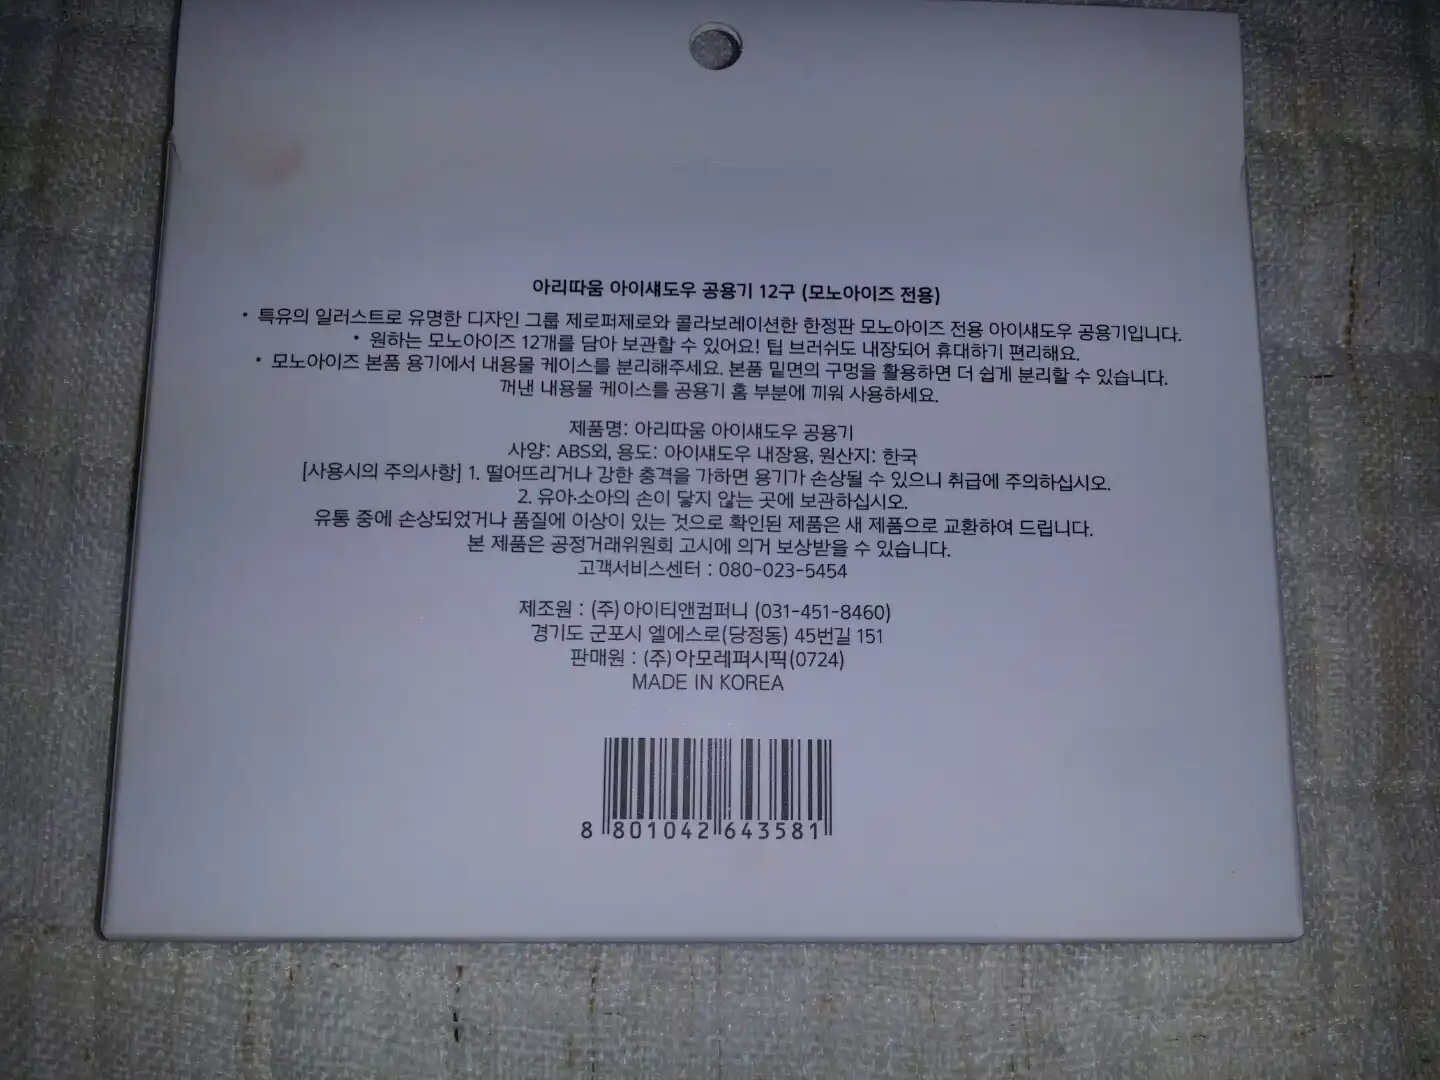 아리따움 아이섀도우 공용기 12구 (모노아이즈 전용)
• 특유의 일러스트로 유명한 디자인 그룹 제로퍼제로와 콜라보레이션한 한정판 모노아이즈 전용 아이섀도우 공용기입니다.
• 원하는 모노아이즈 12개를 담아 보관할 수 있어요! 팁 브러쉬도 내장되어 휴대하기 편리해요.
• 모노아이즈 본품 용기에서 내용물 케이스를 분리해주세요. 본품 밑면의 구멍을 활용하면 더 쉽게 분리할 수 있습니다.
꺼낸 내용물 케이스를 공용기 홈 부분에 끼워 사용하세요.
제품명: 아리따움 아이섀도우 공용기
사양: ABS외, 용도: 아이섀도우 내장용, 원산지: 한국
[사용시의 주의사항] 1. 떨어뜨리거나 강한 충격을 가하면 용기가 손상될 수 있으니 취급에 주의하십시오.
2. 유아·소아의 손이 닿지 않는 곳에 보관하십시오.
유통 중에 손상되었거나 품질에 이상이 있는 것으로 확인된 제품은 새 제품으로 교환하여 드립니다.
본 제품은 공정거래위원회 고시에 의거 보상받을 수 있습니다.
고객서비스센터 : 080-023-5454
제조원 : (주)아이티앤컴퍼니 (031-451-8460)
경기도 군포시 엘에스로(당정동) 45번길 151
판매원 : (주)아모레퍼시픽(0724)
MADE IN KOREA
8 801042 643581